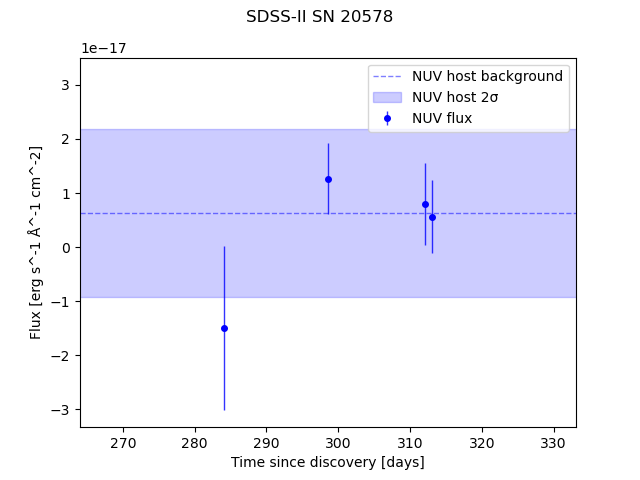 SDSS-II SN 20578
1e−17
NUV host background
NUV host 2σ
NUV flux
3
2
1
0
−1
−2
−3
Flux [erg s^-1 Å^-1 cm^-2]
270 280 290 300 310 320 330
Time since discovery [days]